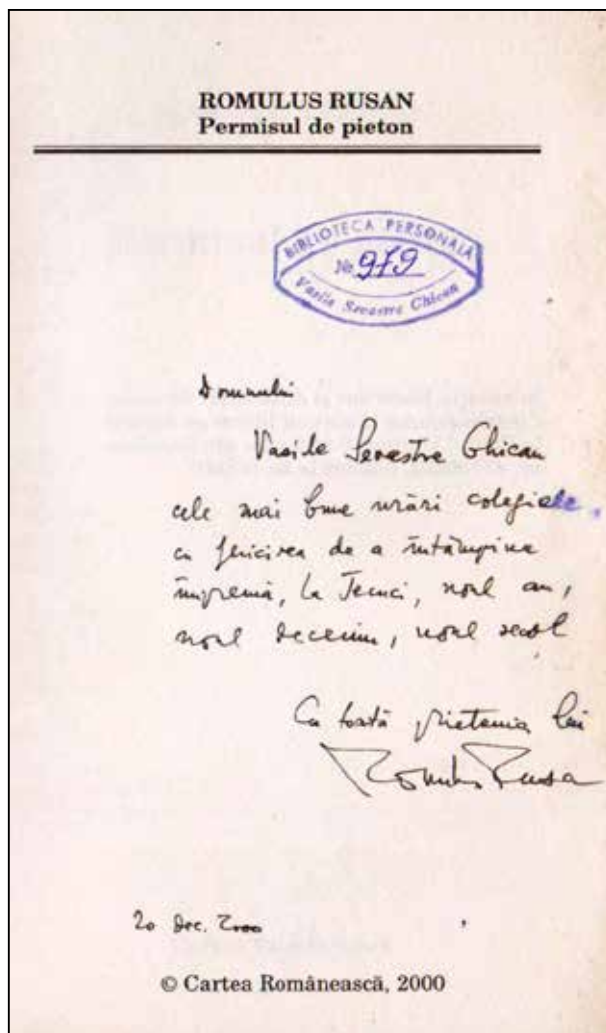 ROMULUS RUSAN
Permisul de pieton
BIBLIOTECA PERSONALĂ
No 979
Vasile Sevastre Ghican
Domnului
Vasile Sevastre Ghican
cele mai bune urări colegiale,
cu fericirea de a întâmpina
împreună, la Tecuci, noul an,
noul deceniu, noul secol
Cu toată prietenia lui
Romulus Rusan
20 Dec. 2000
© Cartea Românească, 2000